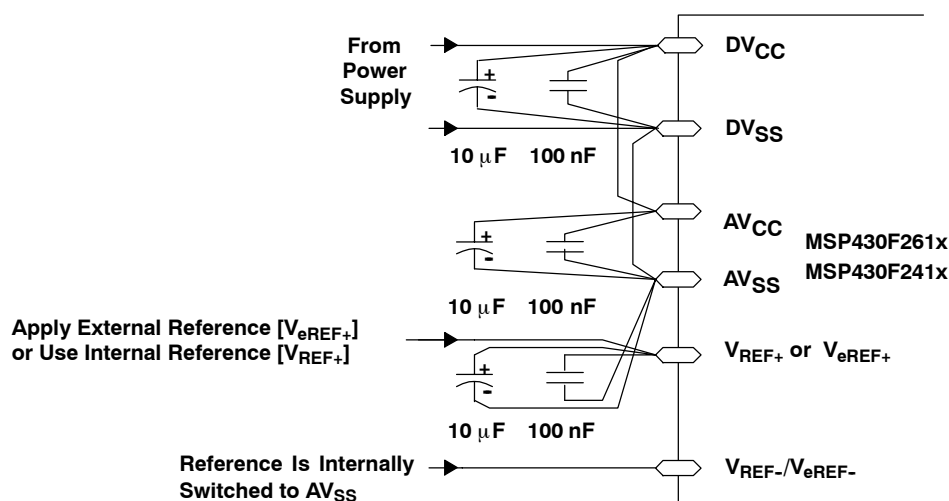 From
Power
Supply
DVCC
+
-
DVSS
10 μF 100 nF
AVCC
MSP430F261x
+
-
AVSS
MSP430F241x
10 μF 100 nF
Apply External Reference [VeREF+]
or Use Internal Reference [VREF+]
VREF+ or VeREF+
+
-
10 μF 100 nF
Reference Is Internally
Switched to AVSS
VREF-/VeREF-